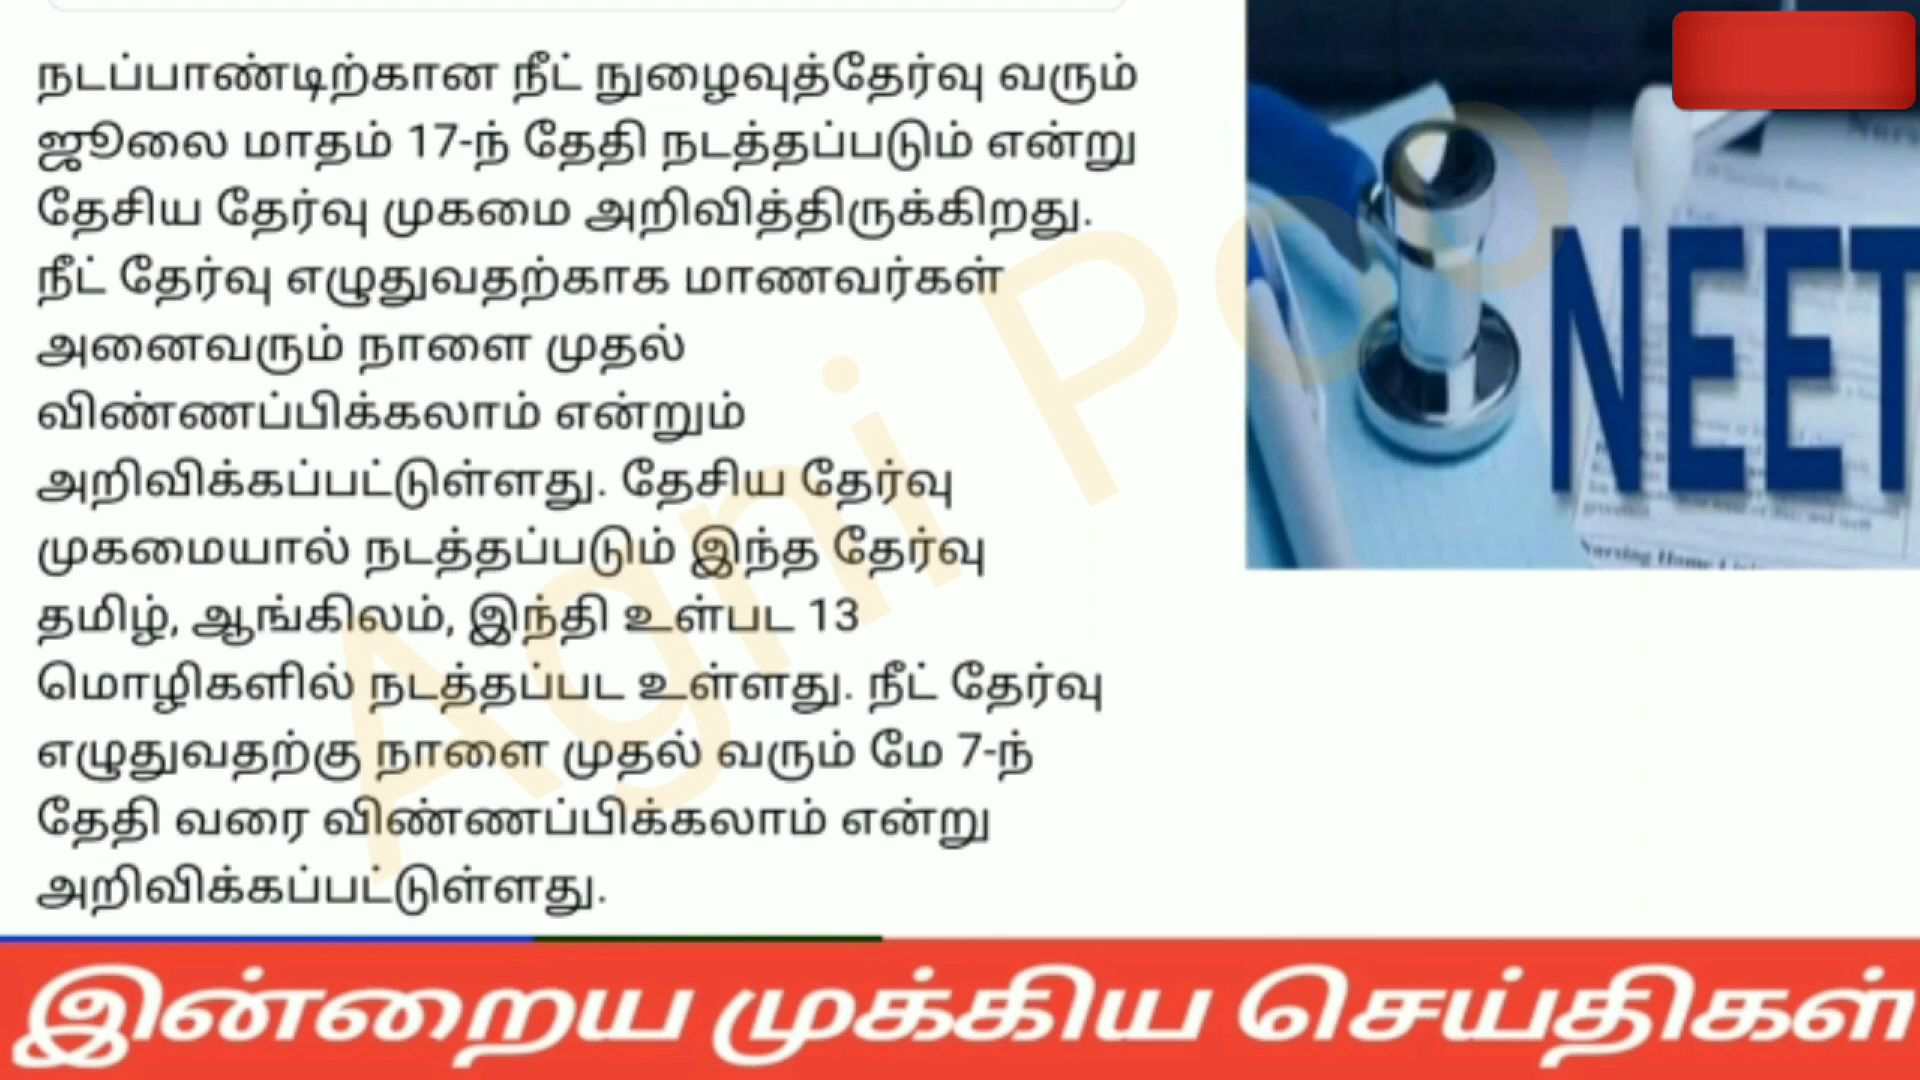 நடப்பாண்டிற்கான நீட் நுழைவுத்தேர்வு வரும்
ஜூலை மாதம் 17-ந் தேதி நடத்தப்படும் என்று
தேசிய தேர்வு முகமை அறிவித்திருக்கிறது.
நீட் தேர்வு எழுதுவதற்காக மாணவர்கள்
அனைவரும் நாளை முதல்
விண்ணப்பிக்கலாம் என்றும்
அறிவிக்கப்பட்டுள்ளது. தேசிய தேர்வு
முகமையால் நடத்தப்படும் இந்த தேர்வு
தமிழ், ஆங்கிலம், இந்தி உள்பட 13
மொழிகளில் நடத்தப்பட உள்ளது. நீட் தேர்வு
எழுதுவதற்கு நாளை முதல் வரும் மே 7-ந்
தேதி வரை விண்ணப்பிக்கலாம் என்று
அறிவிக்கப்பட்டுள்ளது.
Agni Poo
NEET
இன்றைய முக்கிய செய்திகள்